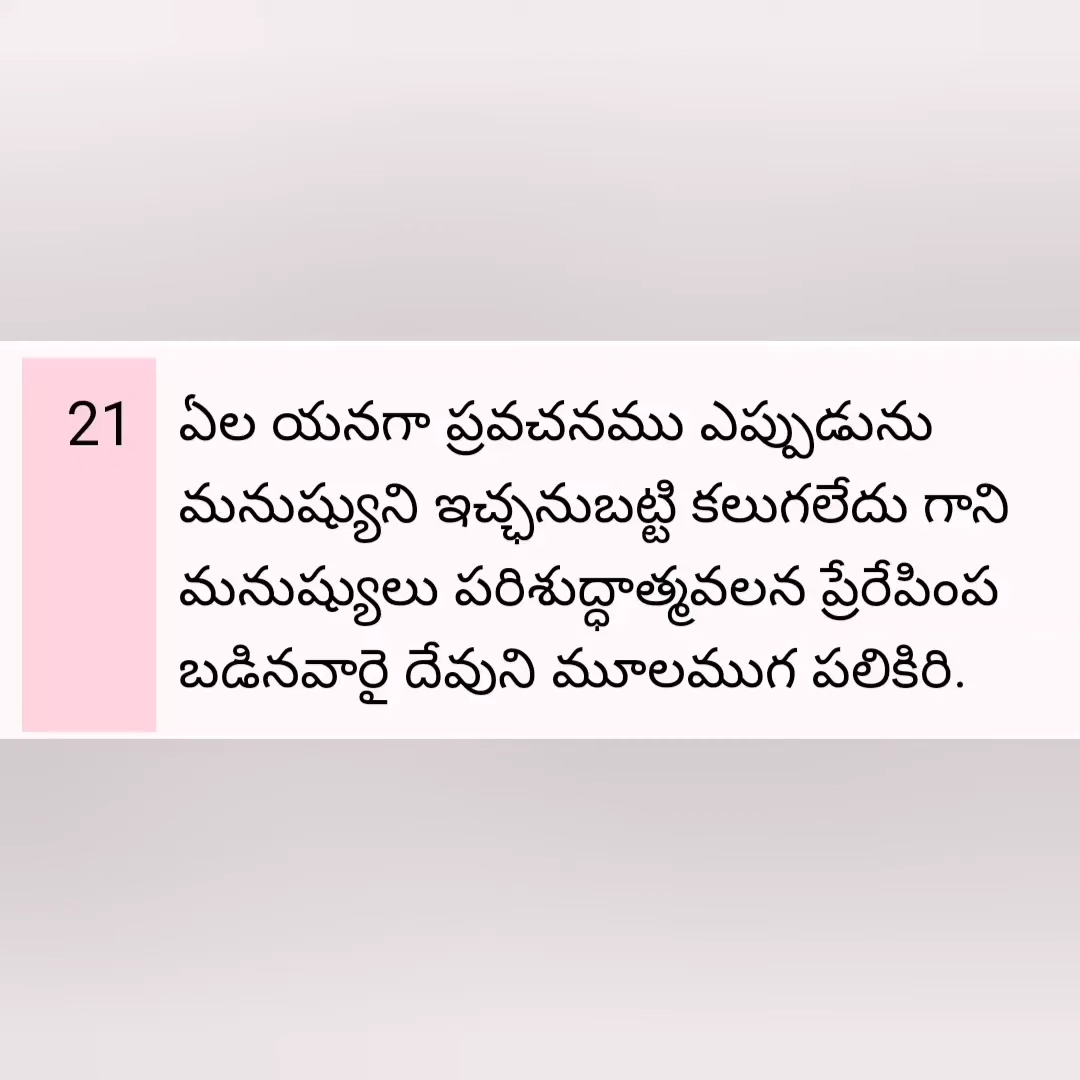 21 ఏల యనగా ప్రవచనము ఎప్పుడును
మనుష్యుని ఇచ్ఛనుబట్టి కలుగలేదు గాని
మనుష్యులు పరిశుద్ధాత్మవలన ప్రేరేపింప
బడినవారై దేవుని మూలముగ పలికిరి.